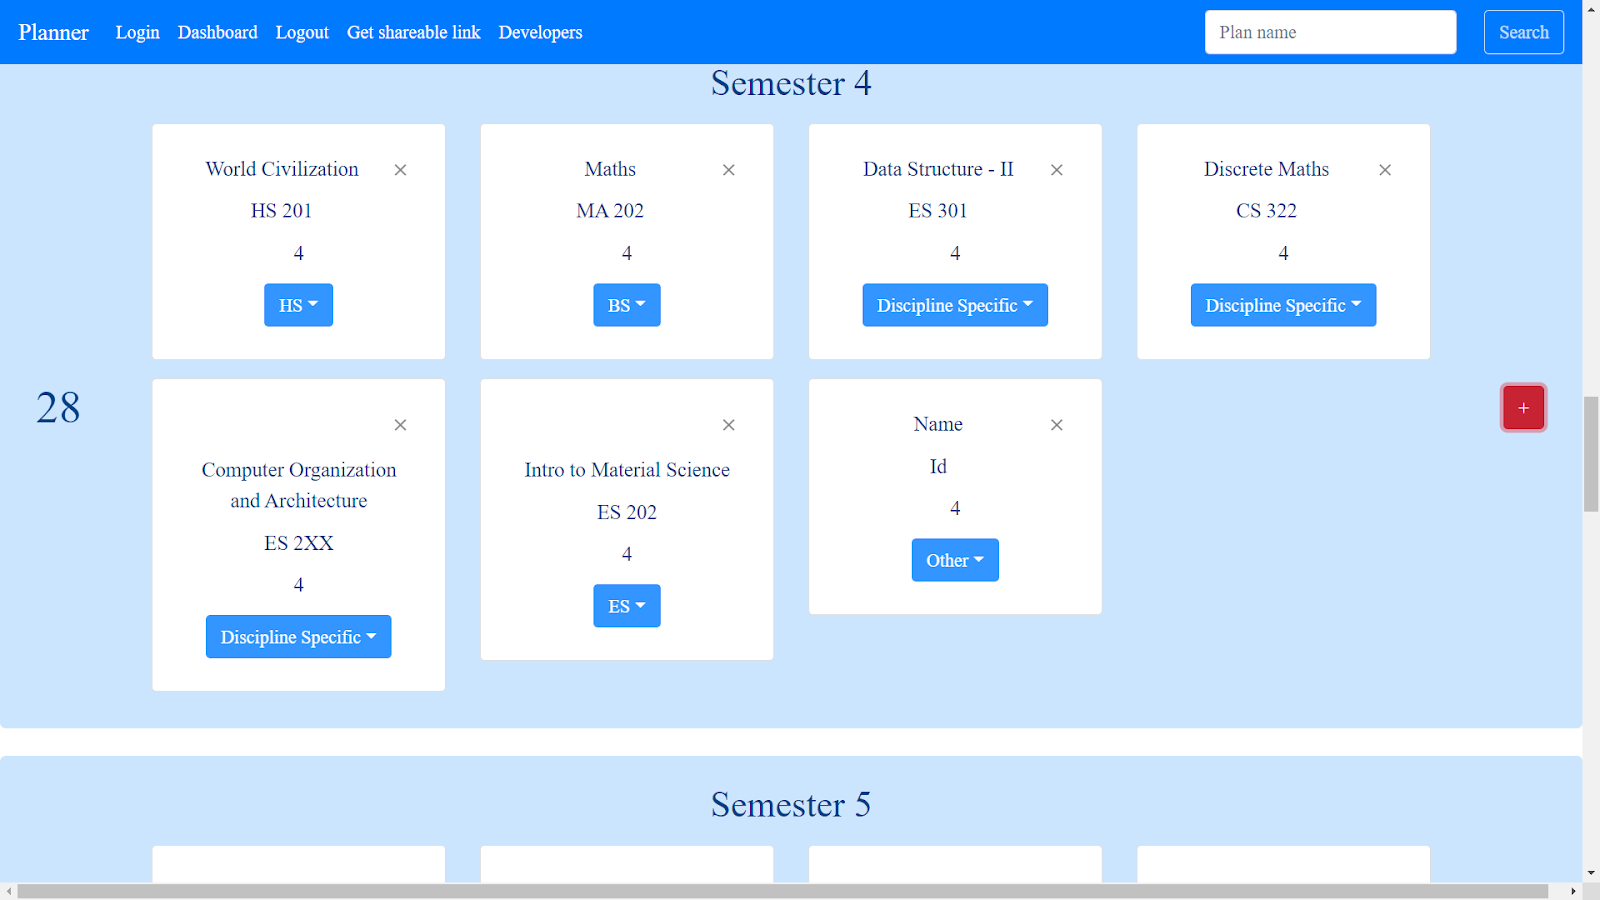 Planner Login Dashboard Logout Get shareable link Developers Plan name Search
Semester 4
World Civilization ×
HS 201
4
HS
Maths ×
MA 202
4
BS
Data Structure - II ×
ES 301
4
Discipline Specific
Discrete Maths ×
CS 322
4
Discipline Specific
28
×
Computer Organization
and Architecture
ES 2XX
4
Discipline Specific
×
Intro to Material Science
ES 202
4
ES
Name ×
Id
4
Other
+
Semester 5